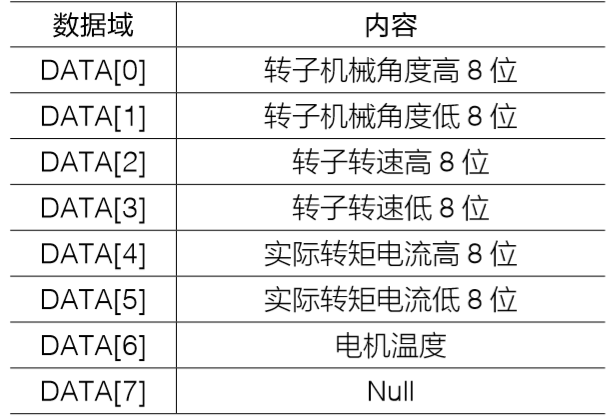 数据域 内容
DATA[0] 转子机械角度高 8 位
DATA[1] 转子机械角度低 8 位
DATA[2] 转子转速高 8 位
DATA[3] 转子转速低 8 位
DATA[4] 实际转矩电流高 8 位
DATA[5] 实际转矩电流低 8 位
DATA[6] 电机温度
DATA[7] Null